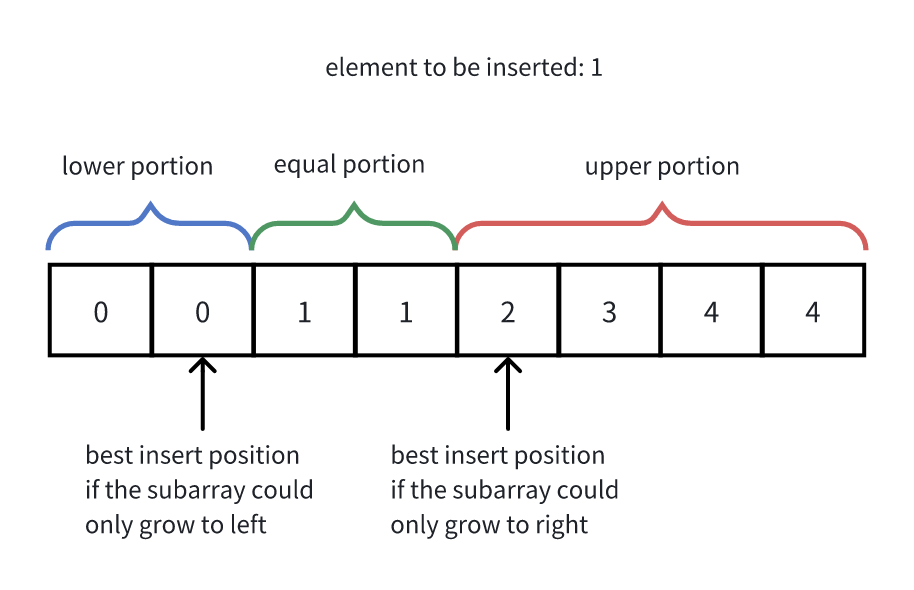 element to be inserted: 1
lower portion
equal portion
upper portion
0 0 1 1 2 3 4 4
best insert position
if the subarray could
only grow to left
best insert position
if the subarray could
only grow to right